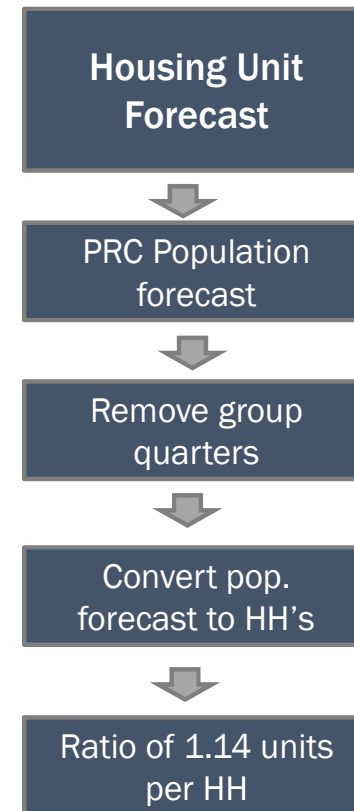 Housing Unit
Forecast
PRC Population
forecast
Remove group
quarters
Convert pop.
forecast to HH's
Ratio of 1.14 units
per HH